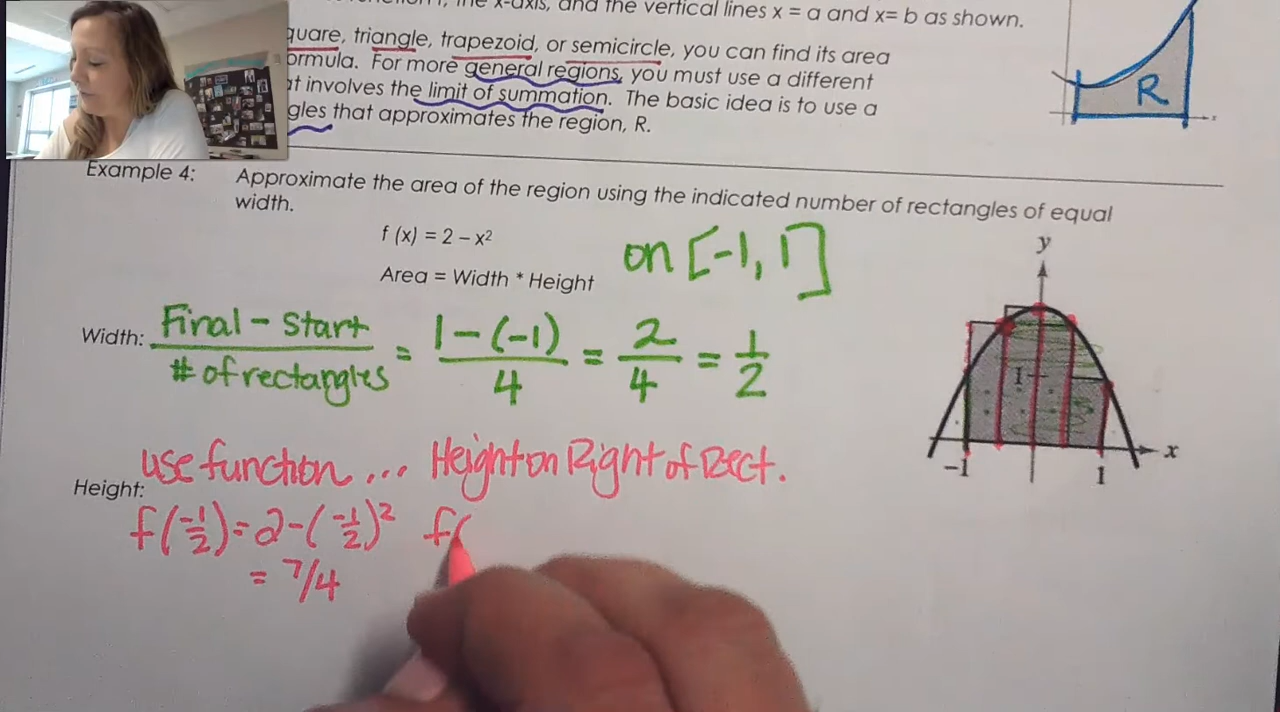 the x-axis, and the vertical lines x = a and x= b as shown.
quare, triangle, trapezoid, or semicircle, you can find its area
ormula. For more general regions, you must use a different
at involves the limit of summation. The basic idea is to use a
gles that approximates the region, R.
R
Example 4: Approximate the area of the region using the indicated number of rectangles of equal
width.
f (x) = 2 – x²
on [-1, 1]
Area = Width * Height
Width: Final - Start / # of rectangles = 1-(-1) / 4 = 2/4 = 1/2
use function ... Height on Right of Rect.
Height:
f(-1/2) = 2-(-1/2)² f(
= 7/4
y
1
-1
1
x